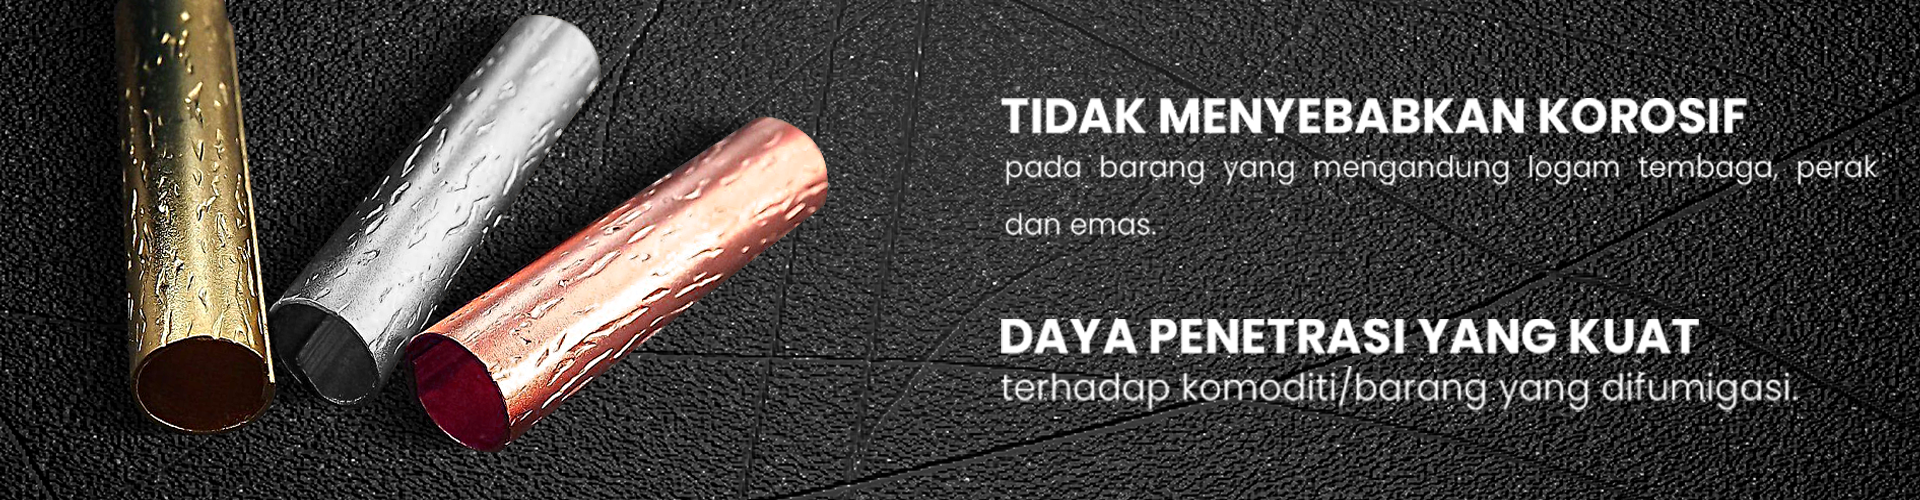 TIDAK MENYEBABKAN KOROSIF
pada barang yang mengandung logam tembaga, perak
dan emas.
DAYA PENETRASI YANG KUAT
terhadap komoditi/barang yang difumigasi.